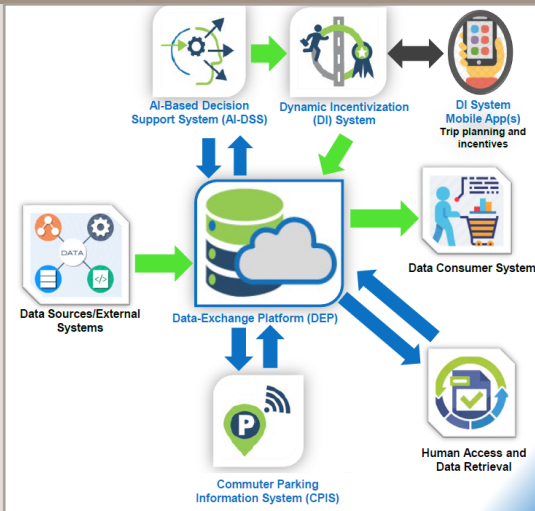 AI-Based Decision
Support System (AI-DSS)
Dynamic Incentivization
(DI) System
DI System
Mobile App(s)
Trip planning and
incentives
DATA
</>
Data Sources/External
Systems
Data-Exchange Platform (DEP)
Data Consumer System
P
Commuter Parking
Information System (CPIS)
Human Access and
Data Retrieval